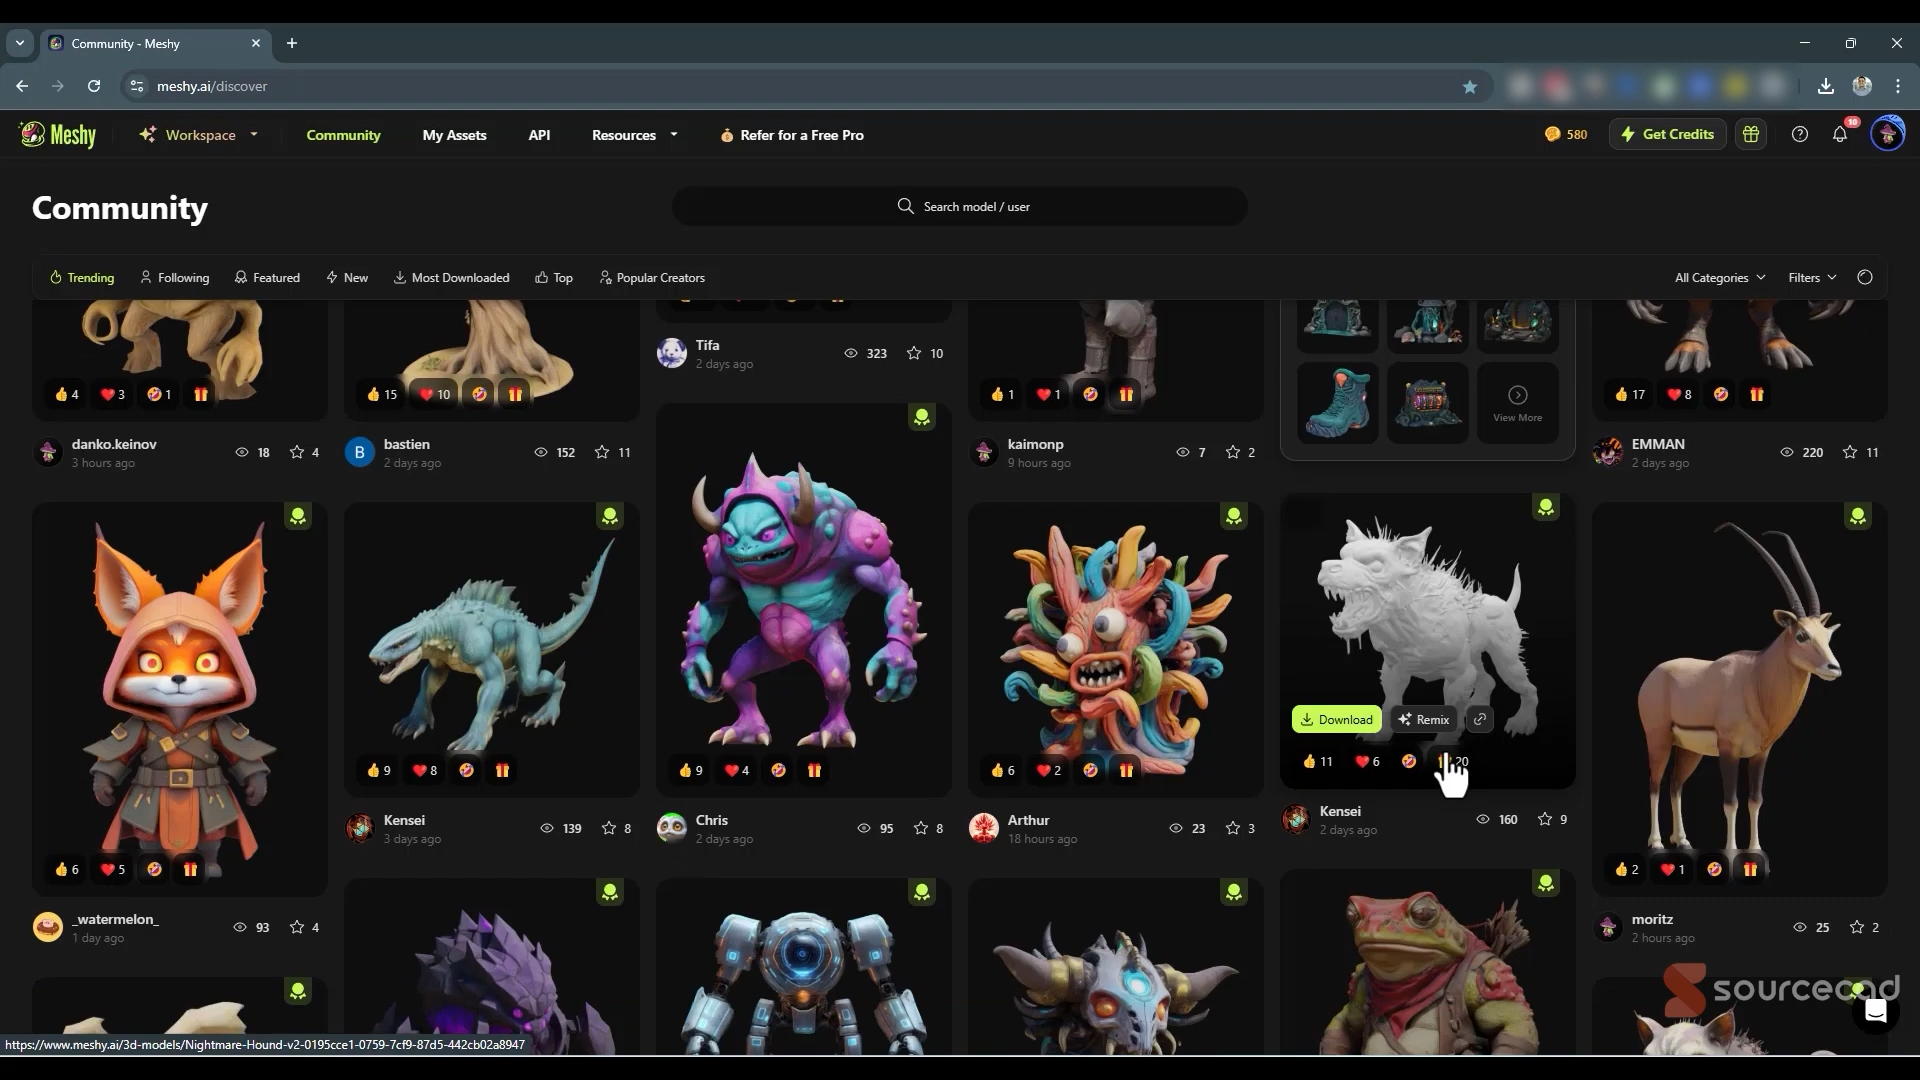 Community - Meshy
meshy.ai/discover
Meshy
Workspace
Community
My Assets
API
Resources
Refer for a Free Pro
580
Get Credits
10
Community
Search model / user
Trending
Following
Featured
New
Most Downloaded
Top
Popular Creators
All Categories
Filters
4
3
1
danko.keinov
3 hours ago
18
4
15
10
B
bastien
2 days ago
152
11
Tifa
2 days ago
323
10
1
1
kaimonp
9 hours ago
7
2
View More
17
8
EMMAN
2 days ago
220
11
6
5
_watermelon_
1 day ago
93
4
9
8
Kensei
3 days ago
139
8
9
4
Chris
2 days ago
95
8
6
2
Arthur
18 hours ago
23
3
Download
Remix
11
6
20
Kensei
2 days ago
160
9
2
1
moritz
2 hours ago
25
2
sourcecad
https://www.meshy.ai/3d-models/Nightmare-Hound-v2-0195cce1-0759-7cf9-87d5-442cb02a8947